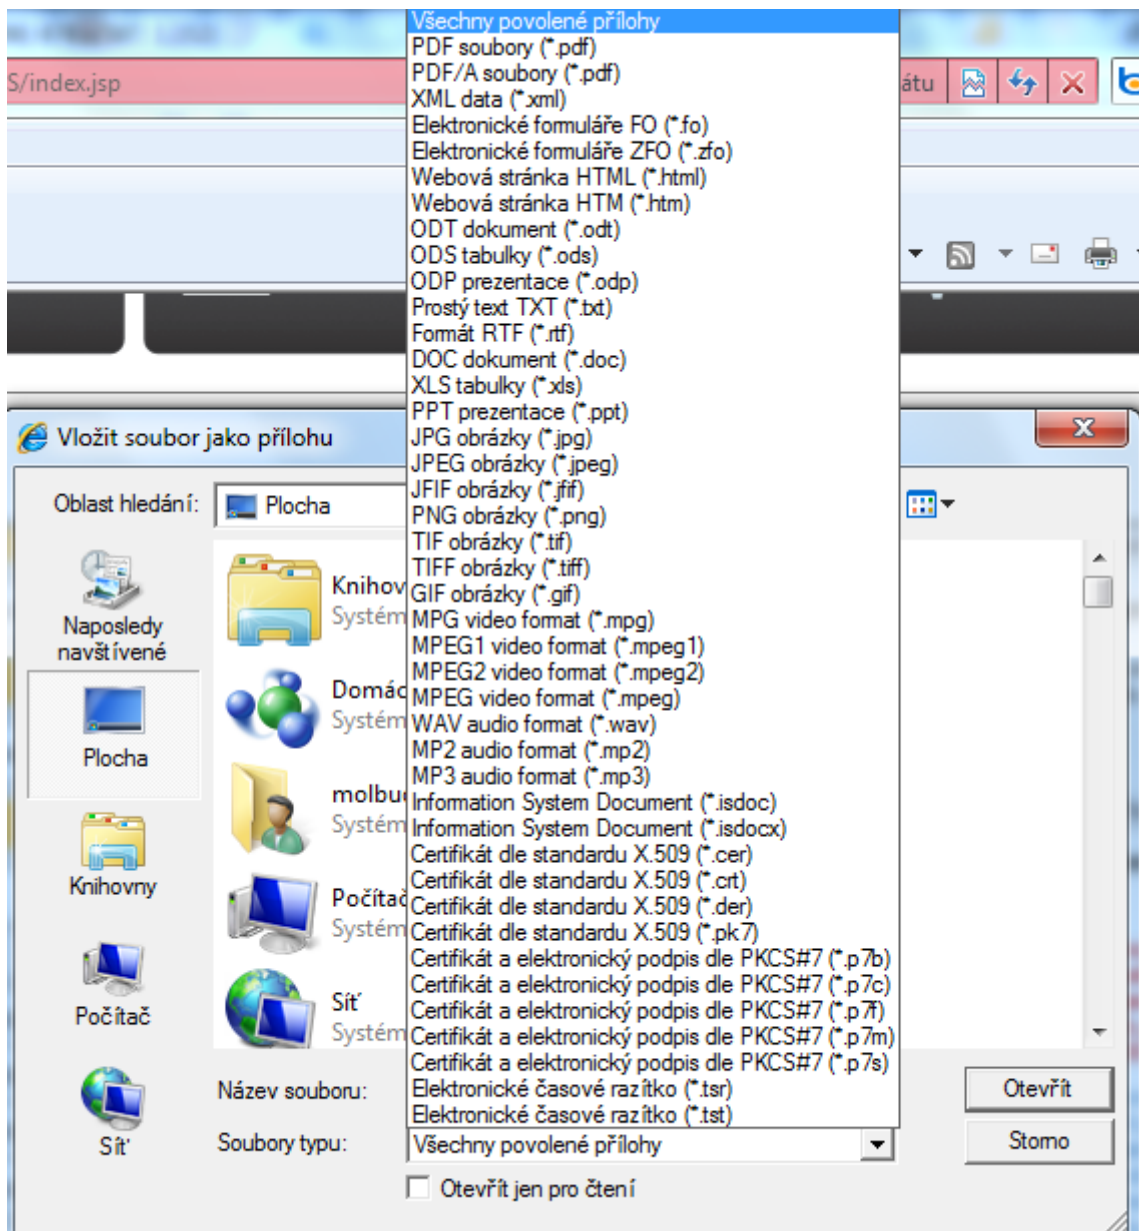 S/index.jsp
átu
Všechny povolené přílohy
PDF soubory (*.pdf)
PDF/A soubory (*.pdf)
XML data (*.xml)
Elektronické formuláře FO (*.fo)
Elektronické formuláře ZFO (*.zfo)
Webová stránka HTML (*.html)
Webová stránka HTM (*.htm)
ODT dokument (*.odt)
ODS tabulky (*.ods)
ODP prezentace (*.odp)
Prostý text TXT (*.txt)
Formát RTF (*.rtf)
DOC dokument (*.doc)
XLS tabulky (*.xls)
PPT prezentace (*.ppt)
JPG obrázky (*.jpg)
JPEG obrázky (*.jpeg)
JFIF obrázky (*.jfif)
PNG obrázky (*.png)
TIF obrázky (*.tif)
TIFF obrázky (*.tiff)
GIF obrázky (*.gif)
MPG video format (*.mpg)
MPEG1 video format (*.mpeg1)
MPEG2 video format (*.mpeg2)
MPEG video format (*.mpeg)
WAV audio format (*.wav)
MP2 audio format (*.mp2)
MP3 audio format (*.mp3)
Information System Document (*.isdoc)
Information System Document (*.isdocx)
Certifikát dle standardu X.509 (*.cer)
Certifikát dle standardu X.509 (*.crt)
Certifikát dle standardu X.509 (*.der)
Certifikát dle standardu X.509 (*.pk7)
Certifikát a elektronický podpis dle PKCS#7 (*.p7b)
Certifikát a elektronický podpis dle PKCS#7 (*.p7c)
Certifikát a elektronický podpis dle PKCS#7 (*.p7f)
Certifikát a elektronický podpis dle PKCS#7 (*.p7m)
Certifikát a elektronický podpis dle PKCS#7 (*.p7s)
Elektronické časové razítko (*.tsr)
Elektronické časové razítko (*.tst)
Vložit soubor jako přílohu
Oblast hledání:
Plocha
Naposledy
navštívené
Plocha
Knihovny
Počítač
Síť
Knihov
Systém
Domác
Systém
molbu
Systém
Počítač
Systém
Síť
Systém
Název souboru:
Otevřít
Soubory typu:
Všechny povolené přílohy
Storno
Otevřít jen pro čtení